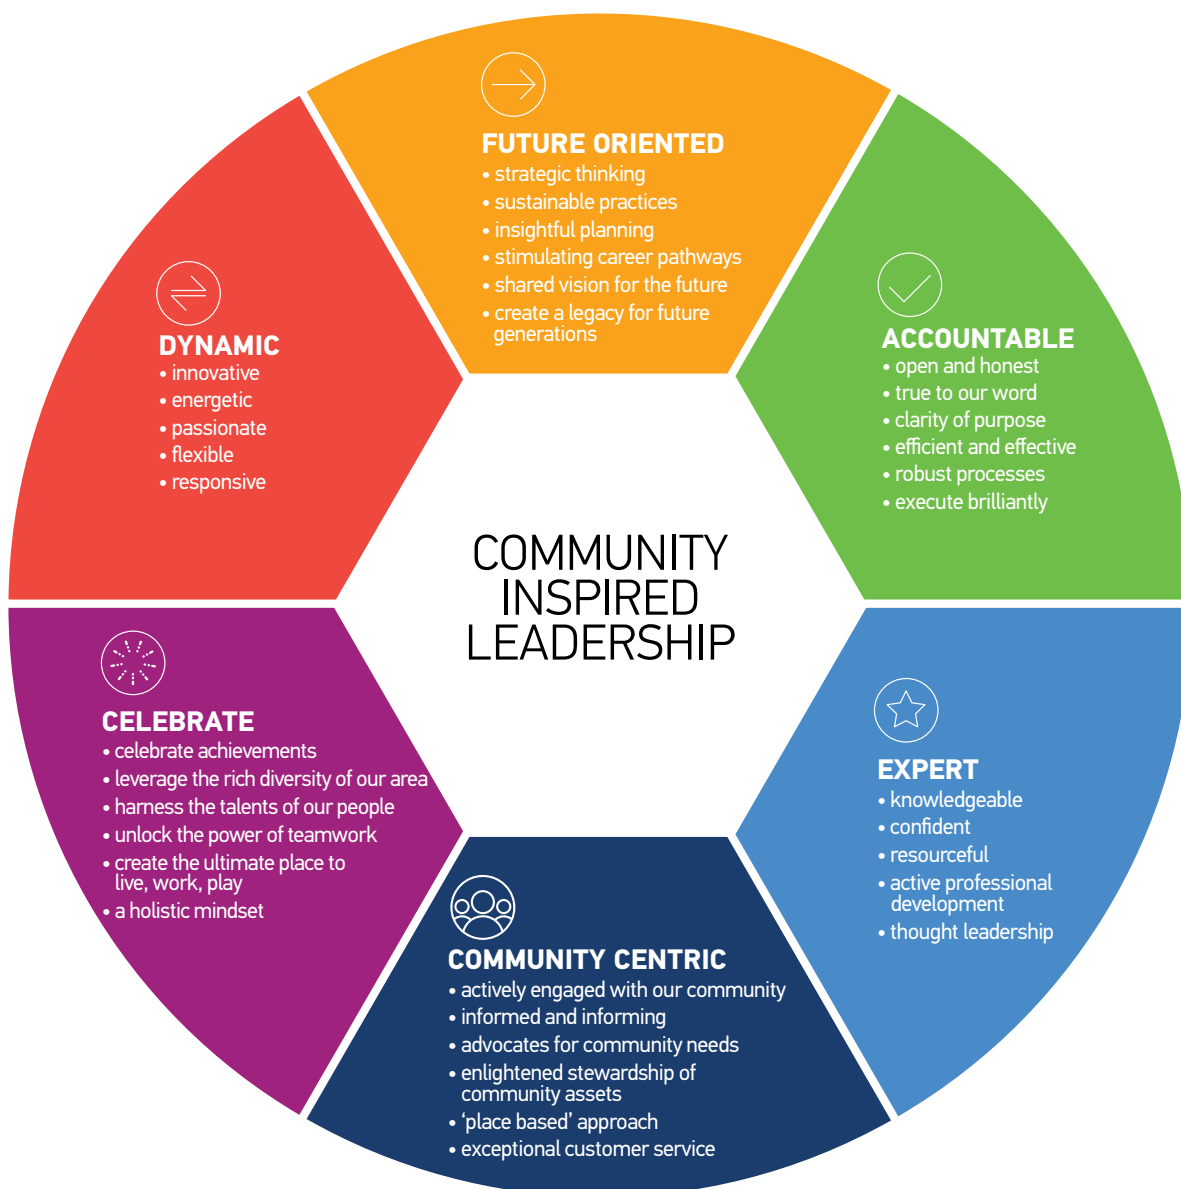 FUTURE ORIENTED
• strategic thinking
• sustainable practices
• insightful planning
• stimulating career pathways
• shared vision for the future
• create a legacy for future
generations
ACCOUNTABLE
• open and honest
• true to our word
• clarity of purpose
• efficient and effective
• robust processes
• execute brilliantly
EXPERT
• knowledgeable
• confident
• resourceful
• active professional
development
• thought leadership
COMMUNITY CENTRIC
• actively engaged with our community
• informed and informing
• advocates for community needs
• enlightened stewardship of
community assets
• ‘place based’ approach
• exceptional customer service
CELEBRATE
• celebrate achievements
• leverage the rich diversity of our area
• harness the talents of our people
• unlock the power of teamwork
• create the ultimate place to
live, work, play
• a holistic mindset
DYNAMIC
• innovative
• energetic
• passionate
• flexible
• responsive
COMMUNITY
INSPIRED
LEADERSHIP